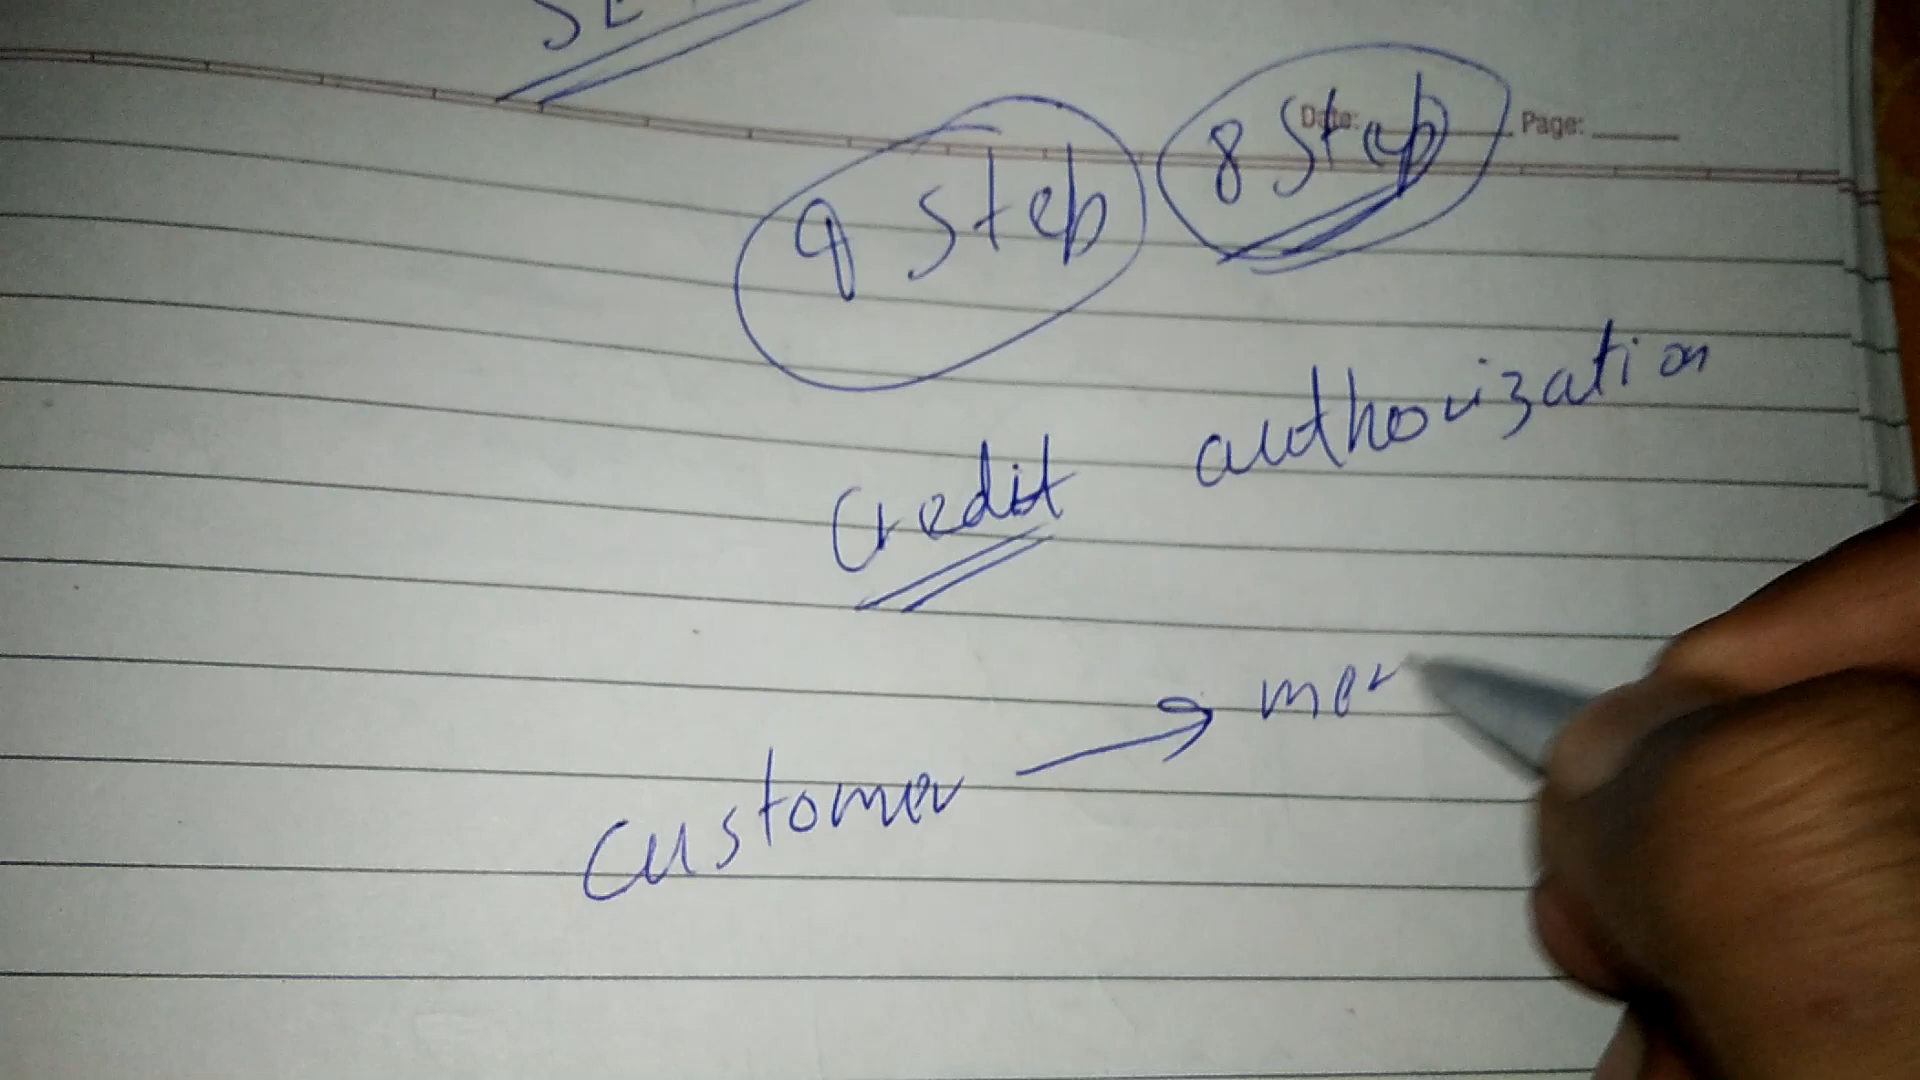 9 Step
8 Step
Date: Page:
Credit authorization
Customer → mer